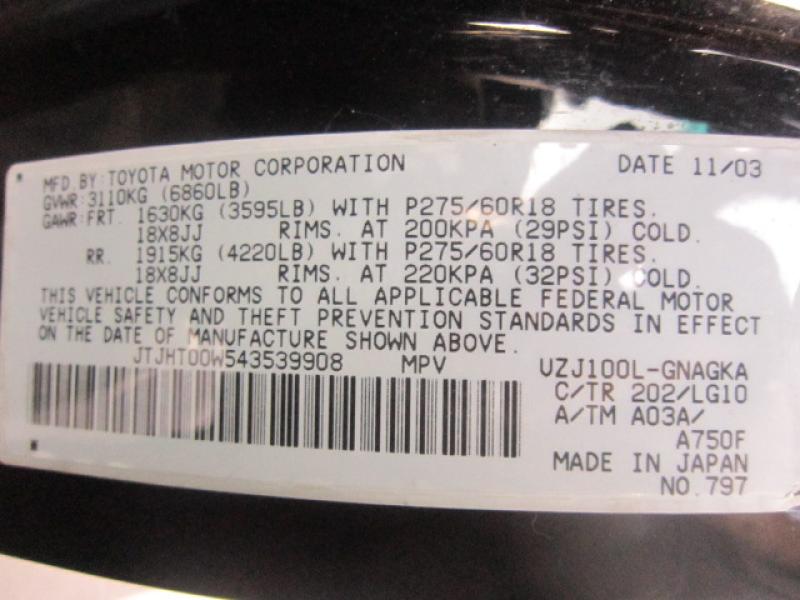 MFD BY:TOYOTA MOTOR CORPORATION DATE 11/03
GVWR:3110KG (6860LB)
GAWR:FRT. 1630KG (3595LB) WITH P275/60R18 TIRES.
18X8JJ RIMS. AT 200KPA (29PSI) COLD.
RR. 1915KG (4220LB) WITH P275/60R18 TIRES.
18X8JJ RIMS. AT 220KPA (32PSI) COLD.
THIS VEHICLE CONFORMS TO ALL APPLICABLE FEDERAL MOTOR
VEHICLE SAFETY AND THEFT PREVENTION STANDARDS IN EFFECT
ON THE DATE OF MANUFACTURE SHOWN ABOVE.
JTJHT00W543539908 MPV UZJ100L-GNAGKA
C/TR 202/LG10
A/TM A03A/
A750F
MADE IN JAPAN
NO.797